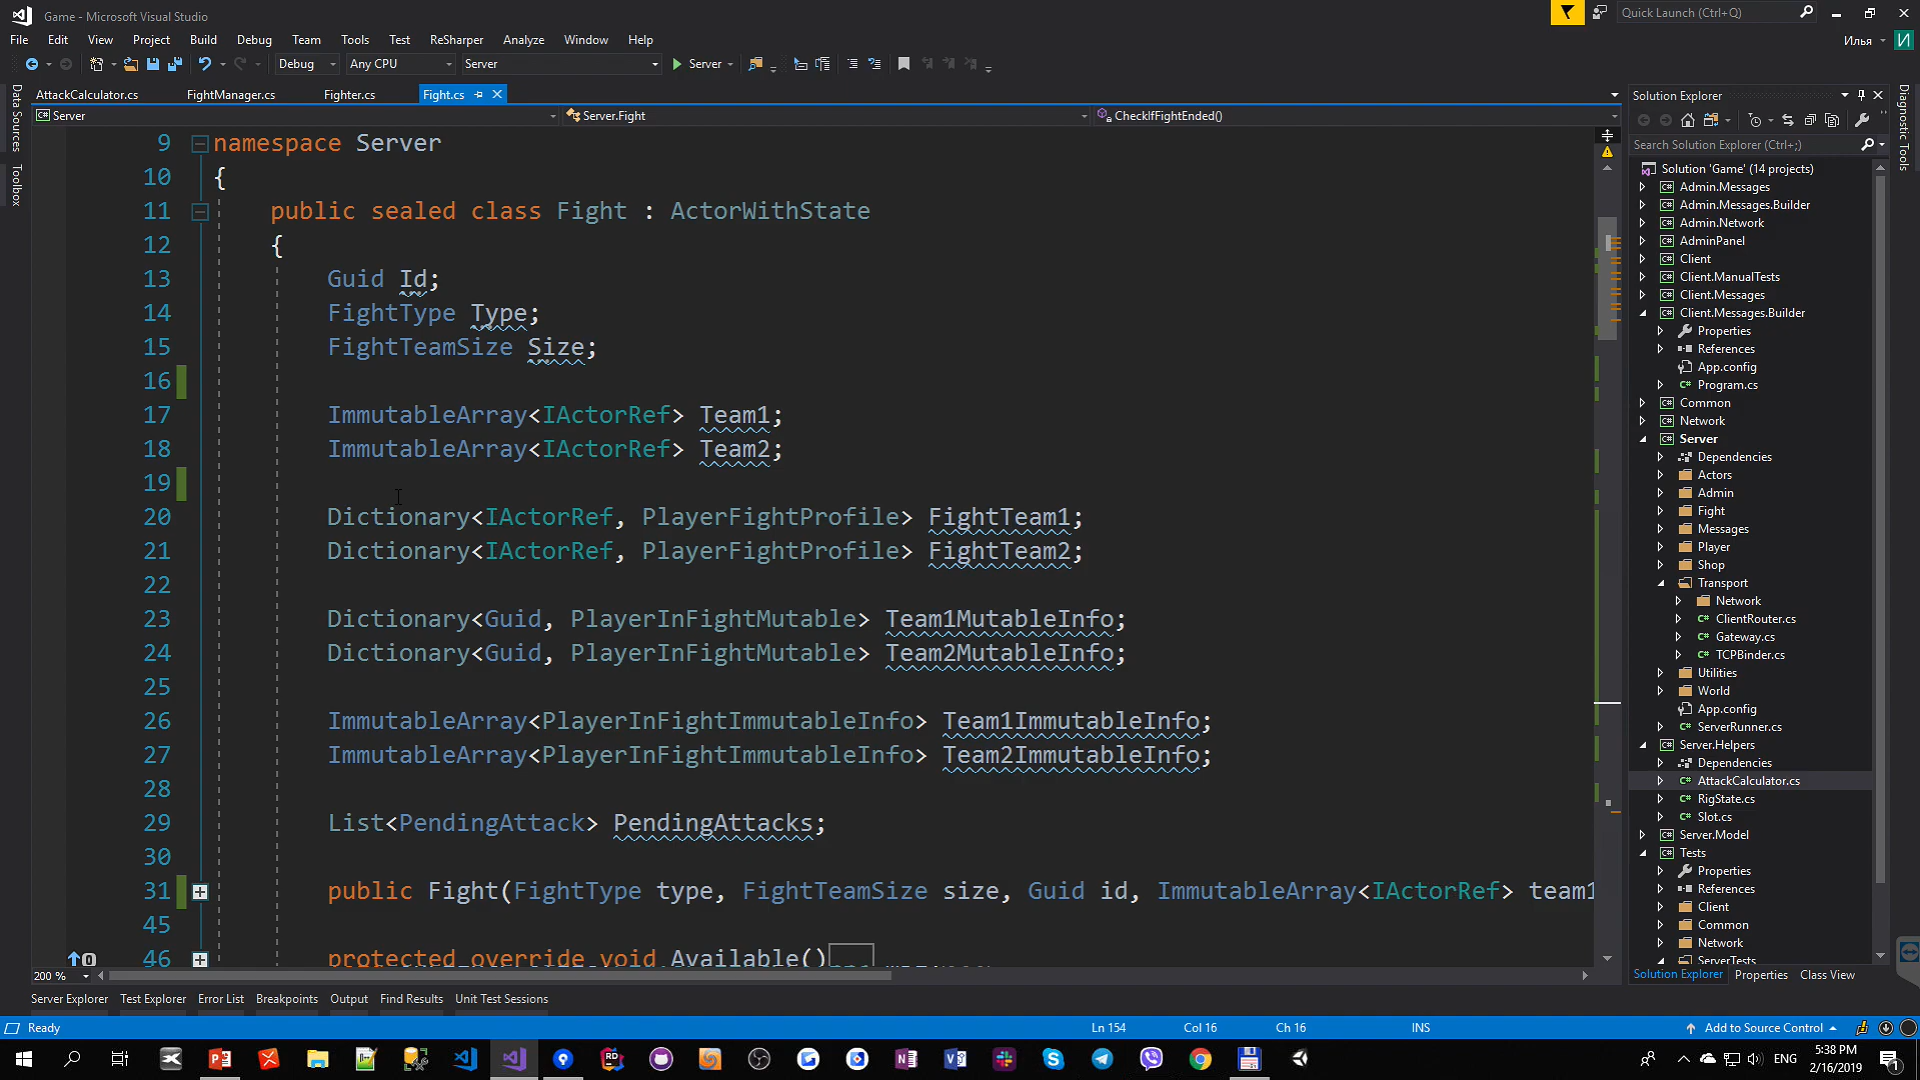 Game - Microsoft Visual Studio
Quick Launch (Ctrl+Q)
File Edit View Project Build Debug Team Tools Test ReSharper Analyze Window Help
Илья
И
Debug Any CPU Server Server
AttackCalculator.cs FightManager.cs Fighter.cs Fight.cs
Server Server.Fight CheckIfFightEnded()
Data Sources
Toolbox
9 namespace Server
10 {
11 public sealed class Fight : ActorWithState
12 {
13 Guid Id;
14 FightType Type;
15 FightTeamSize Size;
16
17 ImmutableArray<IActorRef> Team1;
18 ImmutableArray<IActorRef> Team2;
19
20 Dictionary<IActorRef, PlayerFightProfile> FightTeam1;
21 Dictionary<IActorRef, PlayerFightProfile> FightTeam2;
22
23 Dictionary<Guid, PlayerInFightMutable> Team1MutableInfo;
24 Dictionary<Guid, PlayerInFightMutable> Team2MutableInfo;
25
26 ImmutableArray<PlayerInFightImmutableInfo> Team1ImmutableInfo;
27 ImmutableArray<PlayerInFightImmutableInfo> Team2ImmutableInfo;
28
29 List<PendingAttack> PendingAttacks;
30
31 public Fight(FightType type, FightTeamSize size, Guid id, ImmutableArray<IActorRef> team1
45
46 protected override void Available()
200 %
Solution Explorer
Search Solution Explorer (Ctrl+;)
Solution 'Game' (14 projects)
Admin.Messages
Admin.Messages.Builder
Admin.Network
AdminPanel
Client
Client.ManualTests
Client.Messages
Client.Messages.Builder
Properties
References
App.config
Program.cs
Common
Network
Server
Dependencies
Actors
Admin
Fight
Messages
Player
Shop
Transport
Network
ClientRouter.cs
Gateway.cs
TCPBinder.cs
Utilities
World
App.config
ServerRunner.cs
Server.Helpers
Dependencies
AttackCalculator.cs
RigState.cs
Slot.cs
Server.Model
Tests
Properties
References
Client
Common
Network
ServerTests
Solution Explorer Properties Class View
Diagnostic Tools
Server Explorer Test Explorer Error List Breakpoints Output Find Results Unit Test Sessions
Ready Ln 154 Col 16 Ch 16 INS Add to Source Control
ENG
5:38 PM
2/16/2019